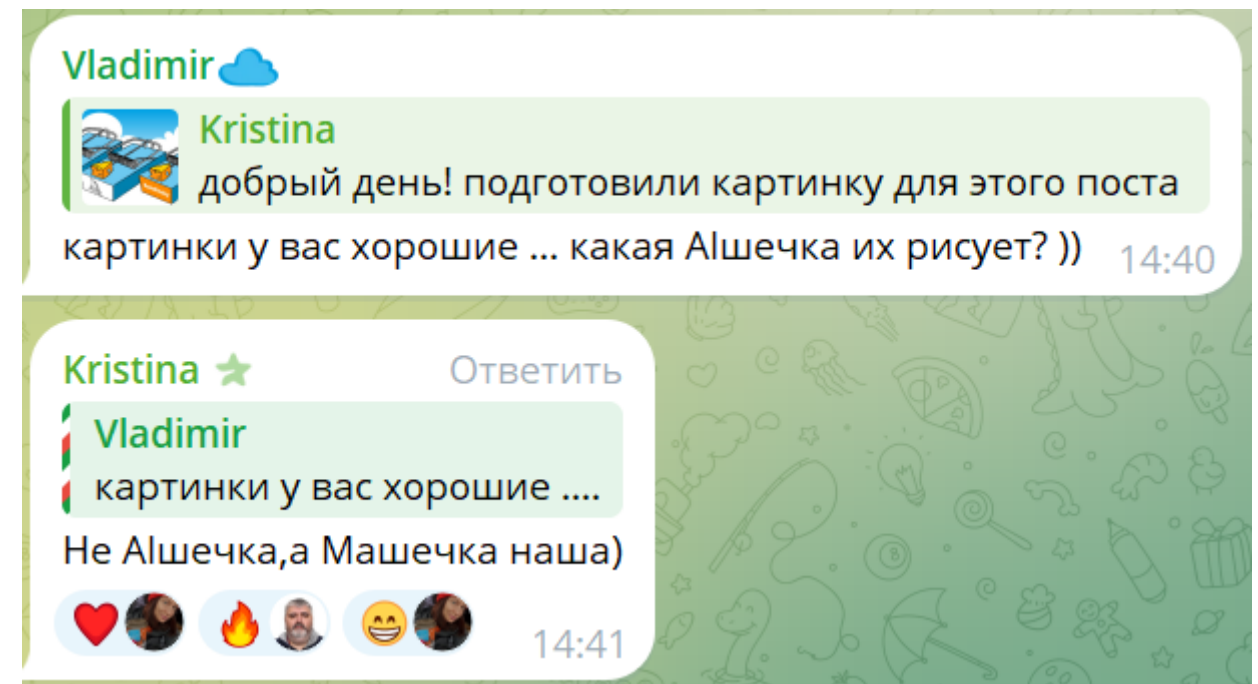 Vladimir
Kristina
добрый день! подготовили картинку для этого поста
картинки у вас хорошие ... какая AIшечка их рисует? ))
14:40
Kristina
Ответить
Vladimir
картинки у вас хорошие ....
Не AIшечка,а Машечка наша)
14:41